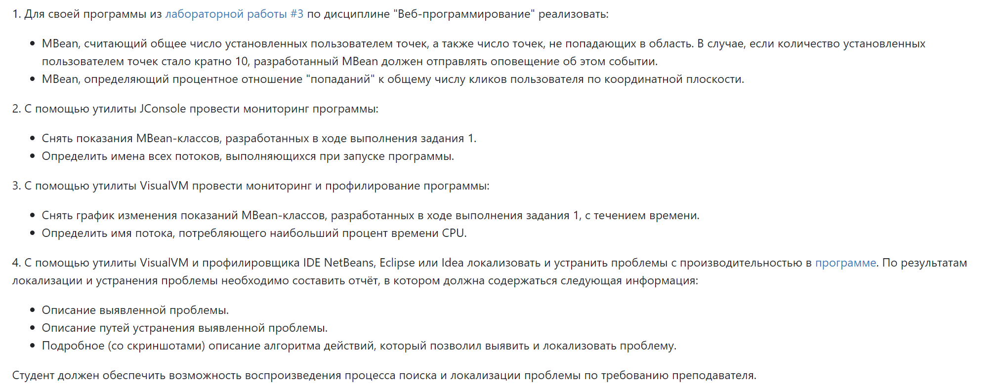 1. Для своей программы из лабораторной работы #3 по дисциплине "Веб-программирование" реализовать:
MBean, считающий общее число установленных пользователем точек, а также число точек, не попадающих в область. В случае, если количество установленных
пользователем точек стало кратно 10, разработанный MBean должен отправлять оповещение об этом событии.
MBean, определяющий процентное отношение "попаданий" к общему числу кликов пользователя по координатной плоскости.
2. С помощью утилиты JConsole провести мониторинг программы:
Снять показания MBean-классов, разработанных в ходе выполнения задания 1.
Определить имена всех потоков, выполняющихся при запуске программы.
3. С помощью утилиты VisualVM провести мониторинг и профилирование программы:
Снять график изменения показаний MBean-классов, разработанных в ходе выполнения задания 1, с течением времени.
Определить имя потока, потребляющего наибольший процент времени CPU.
4. С помощью утилиты VisualVM и профилировщика IDE NetBeans, Eclipse или Idea локализовать и устранить проблемы с производительностью в программе. По результатам
локализации и устранения проблемы необходимо составить отчёт, в котором должна содержаться следующая информация:
Описание выявленной проблемы.
Описание путей устранения выявленной проблемы.
Подробное (со скриншотами) описание алгоритма действий, который позволил выявить и локализовать проблему.
Студент должен обеспечить возможность воспроизведения процесса поиска и локализации проблемы по требованию преподавателя.